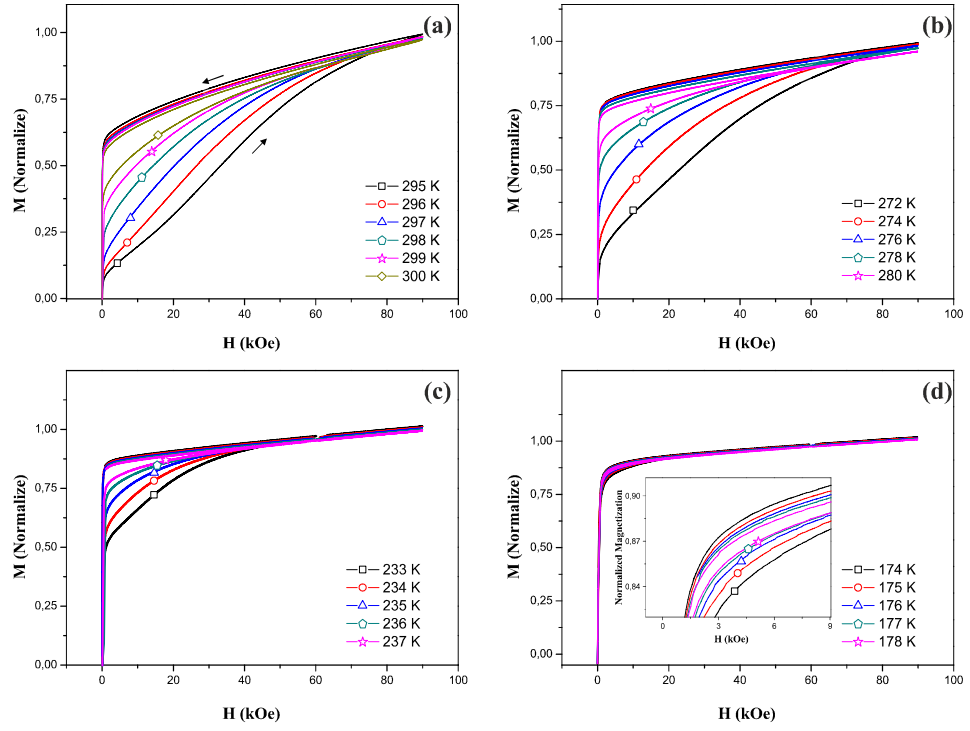 (a)
M (Normalize)
1,00
0,75
0,50
0,25
0,00
295 K
296 K
297 K
298 K
299 K
300 K
0 20 40 60 80 100
H (kOe)
(b)
M (Normalize)
1,00
0,75
0,50
0,25
0,00
272 K
274 K
276 K
278 K
280 K
0 20 40 60 80 100
H (kOe)
(c)
M (Normalize)
1,00
0,75
0,50
0,25
0,00
233 K
234 K
235 K
236 K
237 K
0 20 40 60 80 100
H (kOe)
(d)
M (Normalize)
1,00
0,75
0,50
0,25
0,00
Normalized Magnetization
0,90
0,87
0,84
0 3 6 9
H (kOe)
174 K
175 K
176 K
177 K
178 K
0 20 40 60 80 100
H (kOe)